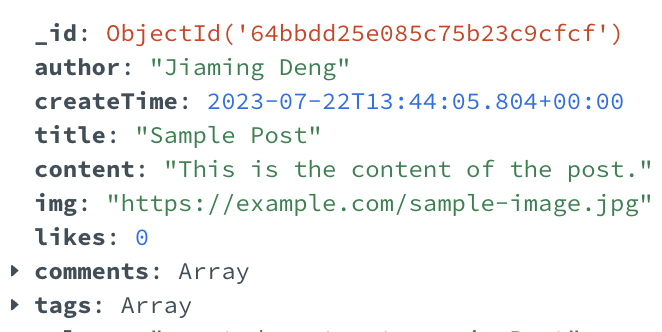 _id: ObjectId('64bbdd25e085c75b23c9cfcf')
author: "Jiaming Deng"
createTime: 2023-07-22T13:44:05.804+00:00
title: "Sample Post"
content: "This is the content of the post."
img: "https://example.com/sample-image.jpg"
likes: 0
comments: Array
tags: Array